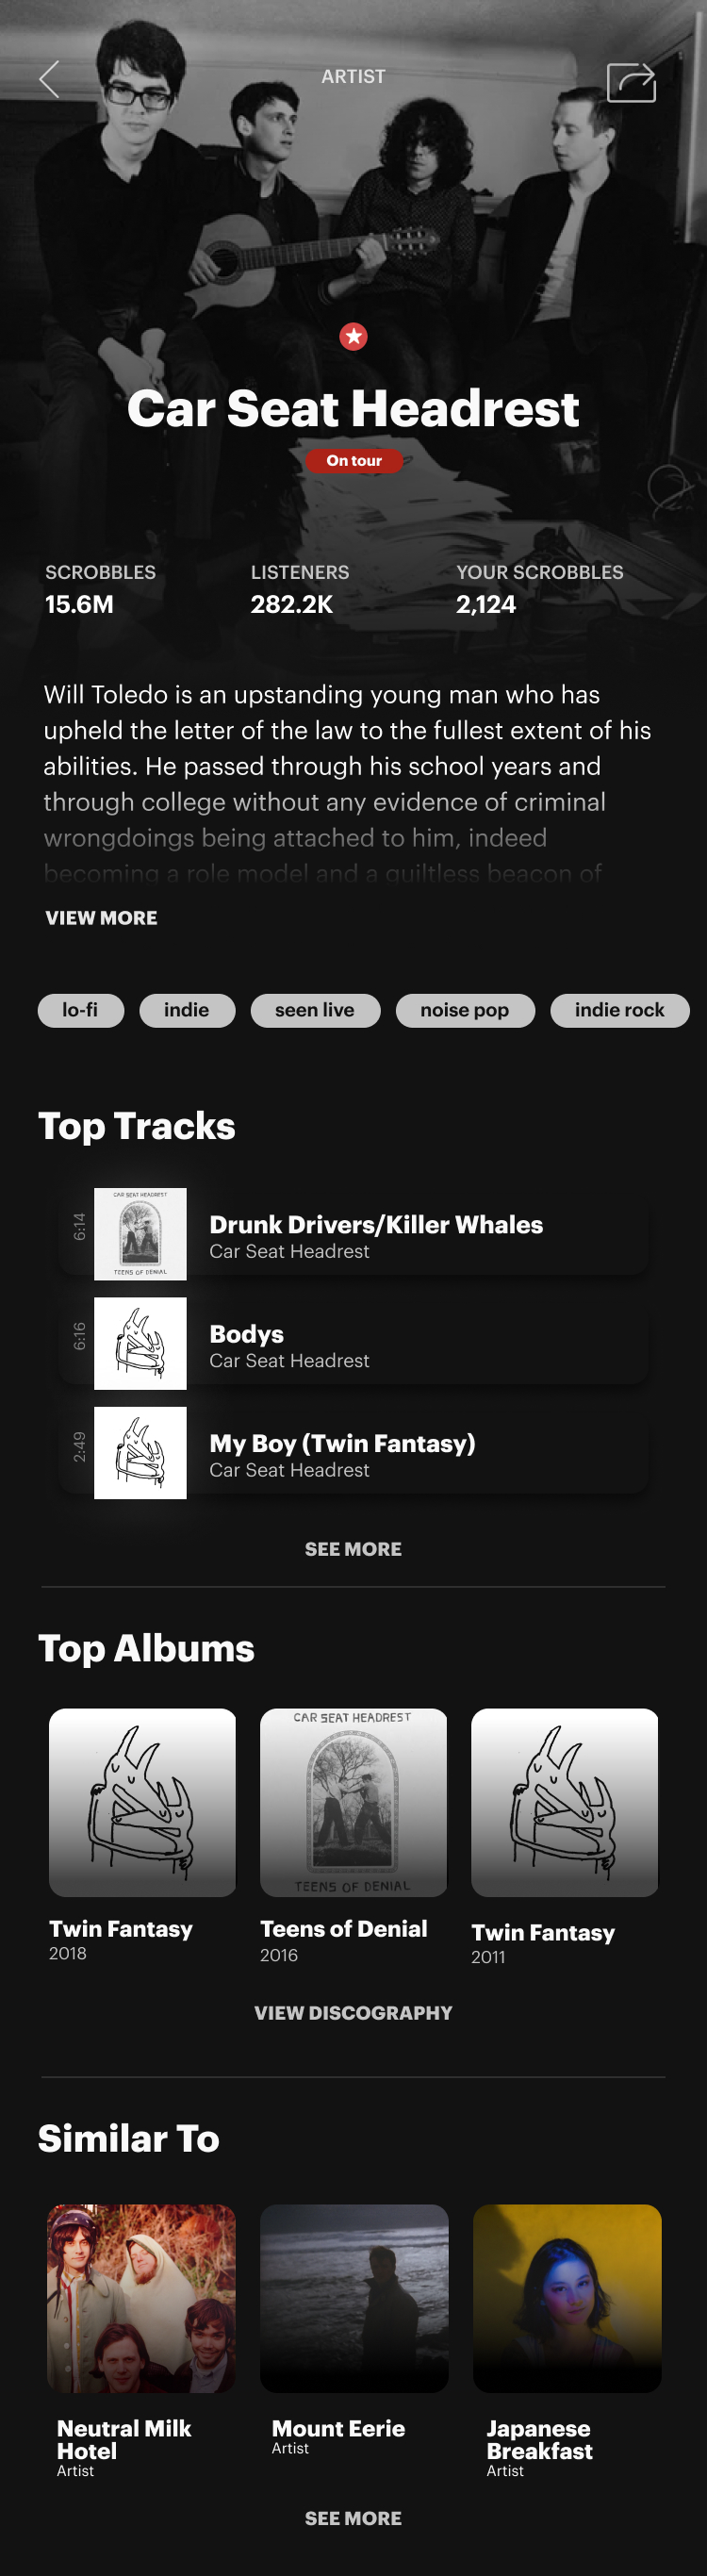 ARTIST
Car Seat Headrest
On tour
SCROBBLES
15.6M
LISTENERS
282.2K
YOUR SCROBBLES
2,124
Will Toledo is an upstanding young man who has
upheld the letter of the law to the fullest extent of his
abilities. He passed through his school years and
through college without any evidence of criminal
wrongdoings being attached to him, indeed
becoming a role model and a guiltless beacon of
VIEW MORE
lo-fi
indie
seen live
noise pop
indie rock
Top Tracks
6:14
CAR SEAT HEADREST
TEENS OF DENIAL
Drunk Drivers/Killer Whales
Car Seat Headrest
6:16
Bodys
Car Seat Headrest
2:49
My Boy (Twin Fantasy)
Car Seat Headrest
SEE MORE
Top Albums
Twin Fantasy
2018
CAR SEAT HEADREST
TEENS OF DENIAL
Teens of Denial
2016
Twin Fantasy
2011
VIEW DISCOGRAPHY
Similar To
Neutral Milk
Hotel
Artist
Mount Eerie
Artist
Japanese
Breakfast
Artist
SEE MORE